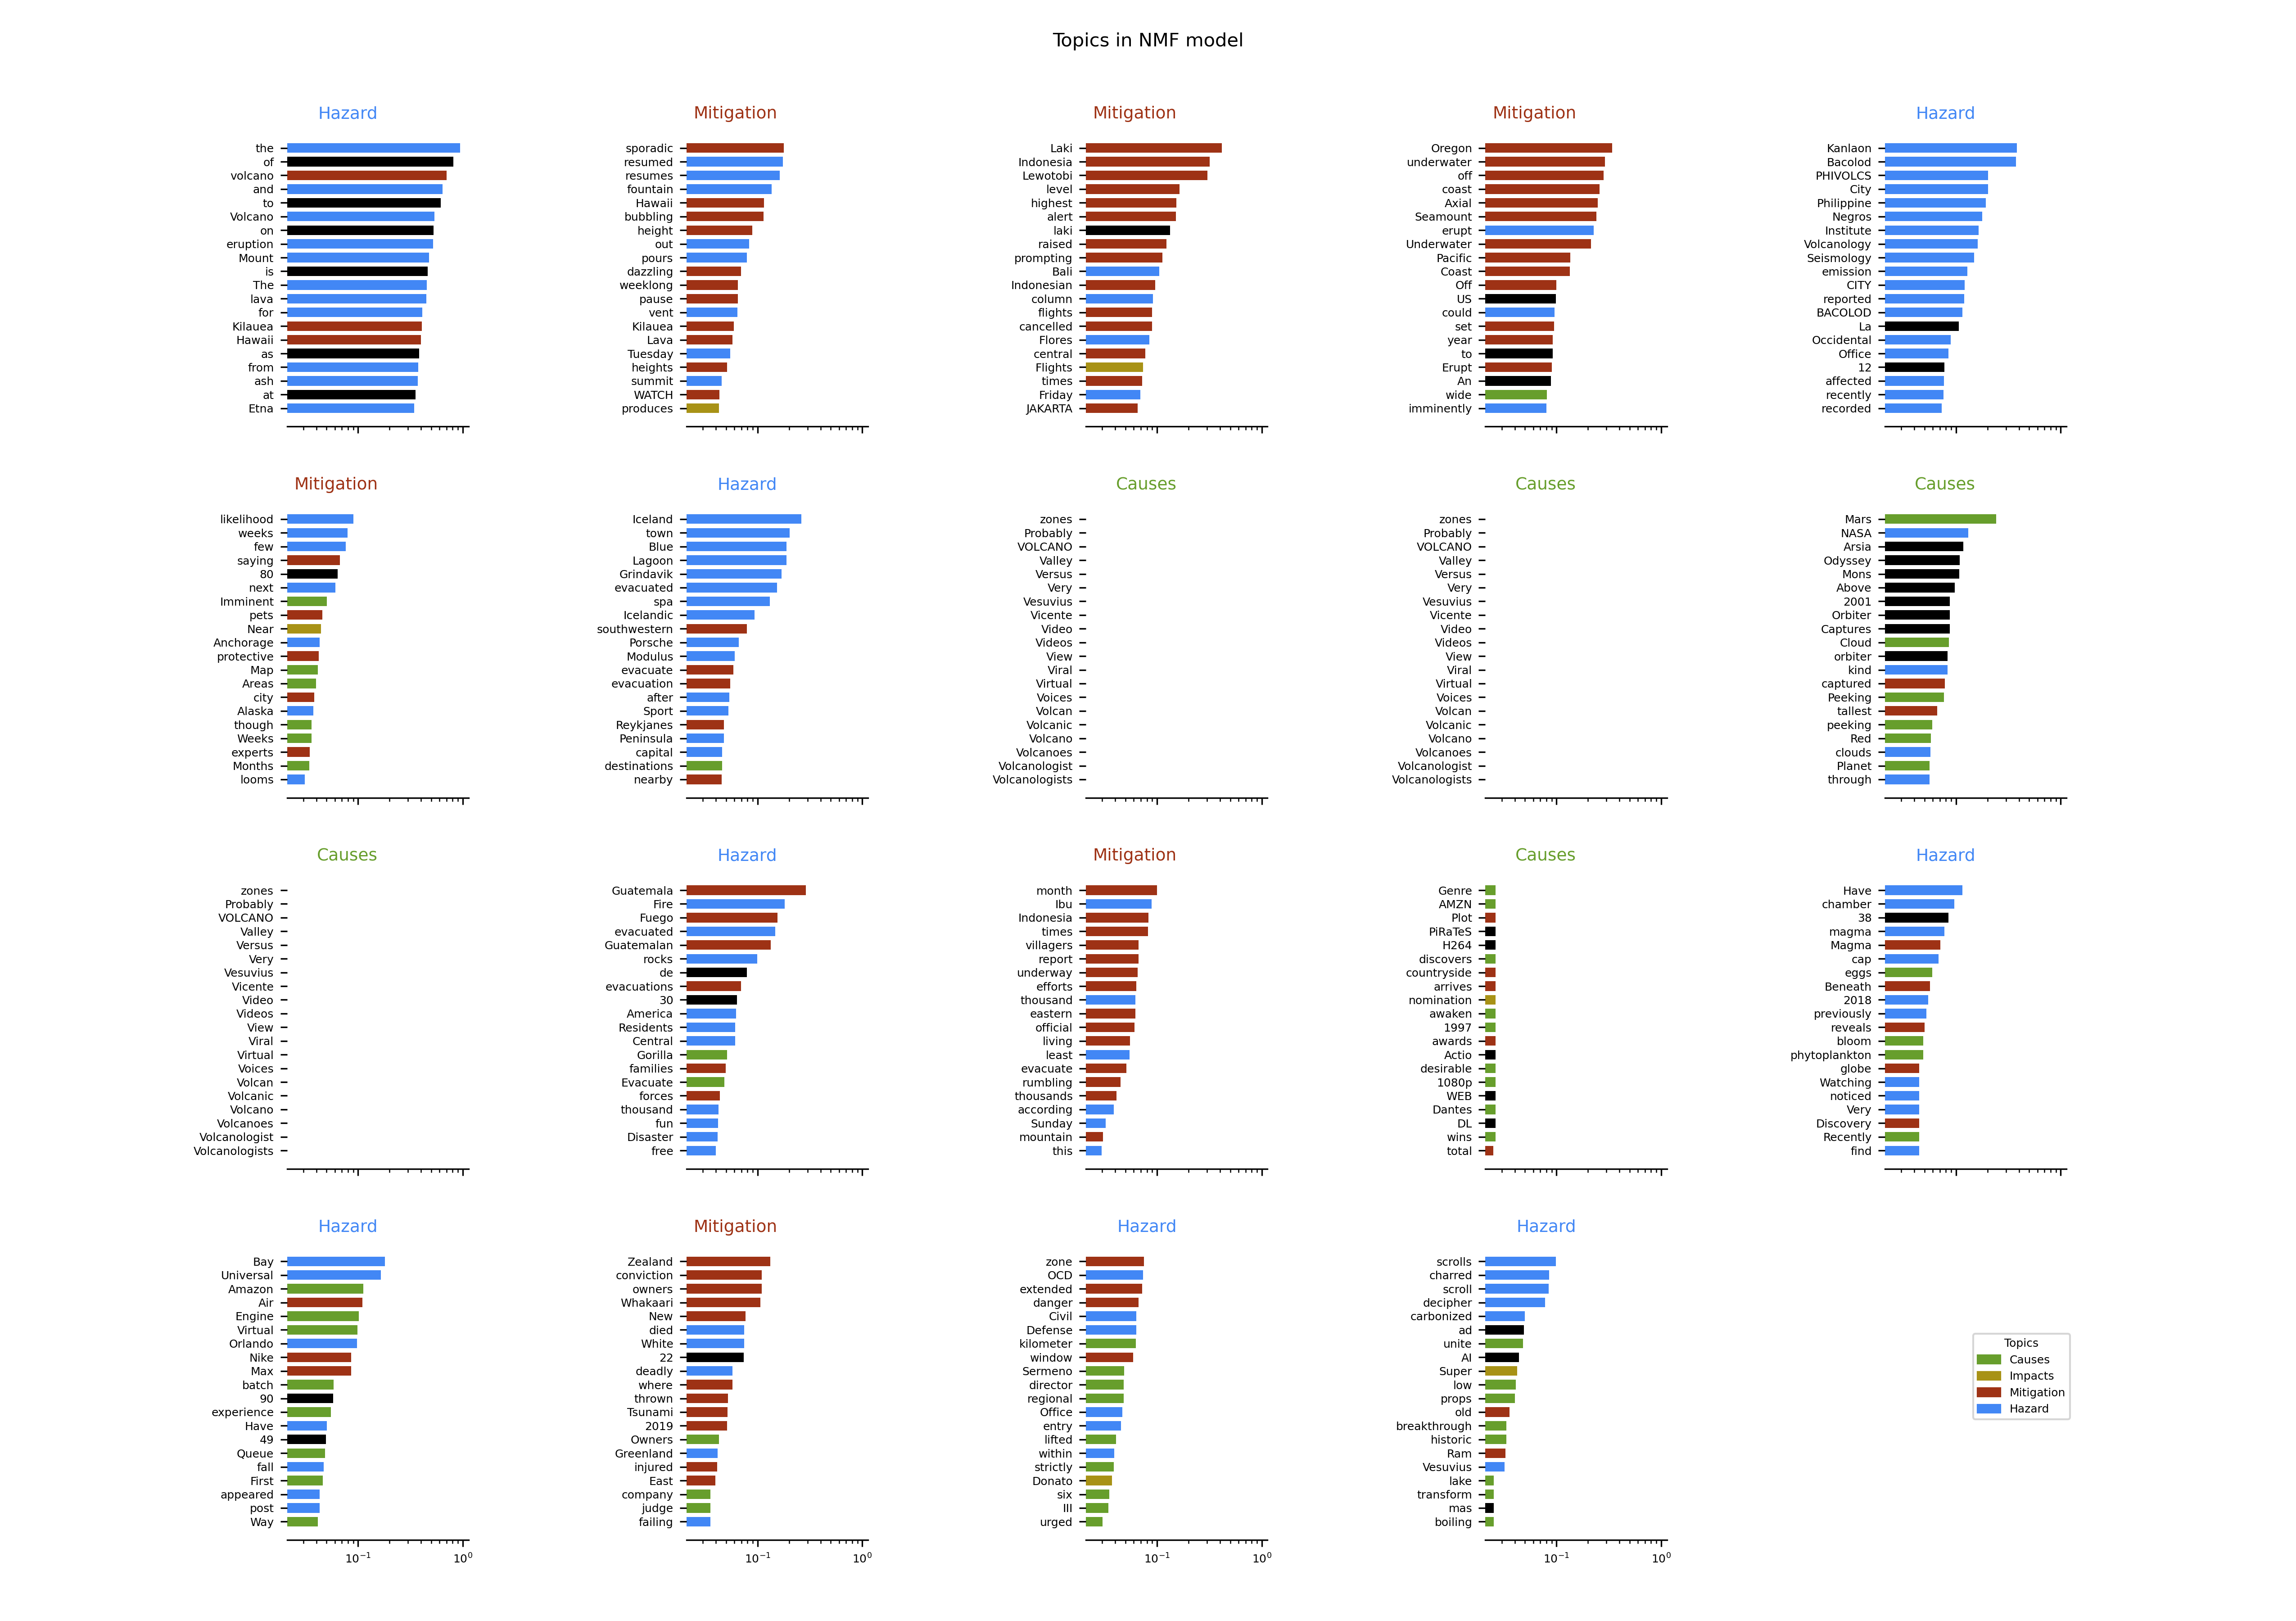 Topics in NMF model
Hazard
the
of
volcano
and
to
Volcano
on
eruption
Mount
is
The
lava
for
Kilauea
Hawaii
as
from
ash
at
Etna
Mitigation
sporadic
resumed
resumes
fountain
Hawaii
bubbling
height
out
pours
dazzling
weeklong
pause
vent
Kilauea
Lava
Tuesday
heights
summit
WATCH
produces
Mitigation
Laki
Indonesia
Lewotobi
level
highest
alert
laki
raised
prompting
Bali
Indonesian
column
flights
cancelled
Flores
central
Flights
times
Friday
JAKARTA
Mitigation
Oregon
underwater
off
coast
Axial
Seamount
erupt
Underwater
Pacific
Coast
Off
US
could
set
year
to
Erupt
An
wide
imminently
Hazard
Kanlaon
Bacolod
PHIVOLCS
City
Philippine
Negros
Institute
Volcanology
Seismology
emission
CITY
reported
BACOLOD
La
Occidental
Office
12
affected
recently
recorded
Mitigation
likelihood
weeks
few
saying
80
next
Imminent
pets
Near
Anchorage
protective
Map
Areas
city
Alaska
though
Weeks
experts
Months
looms
Hazard
Iceland
town
Blue
Lagoon
Grindavik
evacuated
spa
Icelandic
southwestern
Porsche
Modulus
evacuate
evacuation
after
Sport
Reykjanes
Peninsula
capital
destinations
nearby
Causes
zones
Probably
VOLCANO
Valley
Versus
Very
Vesuvius
Vicente
Video
Videos
View
Viral
Virtual
Voices
Volcan
Volcanic
Volcano
Volcanoes
Volcanologist
Volcanologists
Causes
zones
Probably
VOLCANO
Valley
Versus
Very
Vesuvius
Vicente
Video
Videos
View
Viral
Virtual
Voices
Volcan
Volcanic
Volcano
Volcanoes
Volcanologist
Volcanologists
Causes
Mars
NASA
Arsia
Odyssey
Mons
Above
2001
Orbiter
Captures
Cloud
orbiter
kind
captured
Peeking
tallest
peeking
Red
clouds
Planet
through
Causes
zones
Probably
VOLCANO
Valley
Versus
Very
Vesuvius
Vicente
Video
Videos
View
Viral
Virtual
Voices
Volcan
Volcanic
Volcano
Volcanoes
Volcanologist
Volcanologists
Hazard
Guatemala
Fire
Fuego
evacuated
Guatemalan
rocks
de
evacuations
30
America
Residents
Central
Gorilla
families
Evacuate
forces
thousand
fun
Disaster
free
Mitigation
month
Ibu
Indonesia
times
villagers
report
underway
efforts
thousand
eastern
official
living
least
evacuate
rumbling
thousands
according
Sunday
mountain
this
Causes
Genre
AMZN
Plot
PiRaTeS
H264
discovers
countryside
arrives
nomination
awaken
1997
awards
Actio
desirable
1080p
WEB
Dantes
DL
wins
total
Hazard
Have
chamber
38
magma
Magma
cap
eggs
Beneath
2018
previously
reveals
bloom
phytoplankton
globe
Watching
noticed
Very
Discovery
Recently
find
Hazard
Bay
Universal
Amazon
Air
Engine
Virtual
Orlando
Nike
Max
batch
90
experience
Have
49
Queue
fall
First
appeared
post
Way
10⁻¹ 10⁰
Mitigation
Zealand
conviction
owners
Whakaari
New
died
White
22
deadly
where
thrown
Tsunami
2019
Owners
Greenland
injured
East
company
judge
failing
10⁻¹ 10⁰
Hazard
zone
OCD
extended
danger
Civil
Defense
kilometer
window
Sermeno
director
regional
Office
entry
lifted
within
strictly
Donato
six
III
urged
10⁻¹ 10⁰
Hazard
scrolls
charred
scroll
decipher
carbonized
ad
unite
AI
Super
low
props
old
breakthrough
historic
Ram
Vesuvius
lake
transform
mas
boiling
10⁻¹ 10⁰
Topics
Causes
Impacts
Mitigation
Hazard